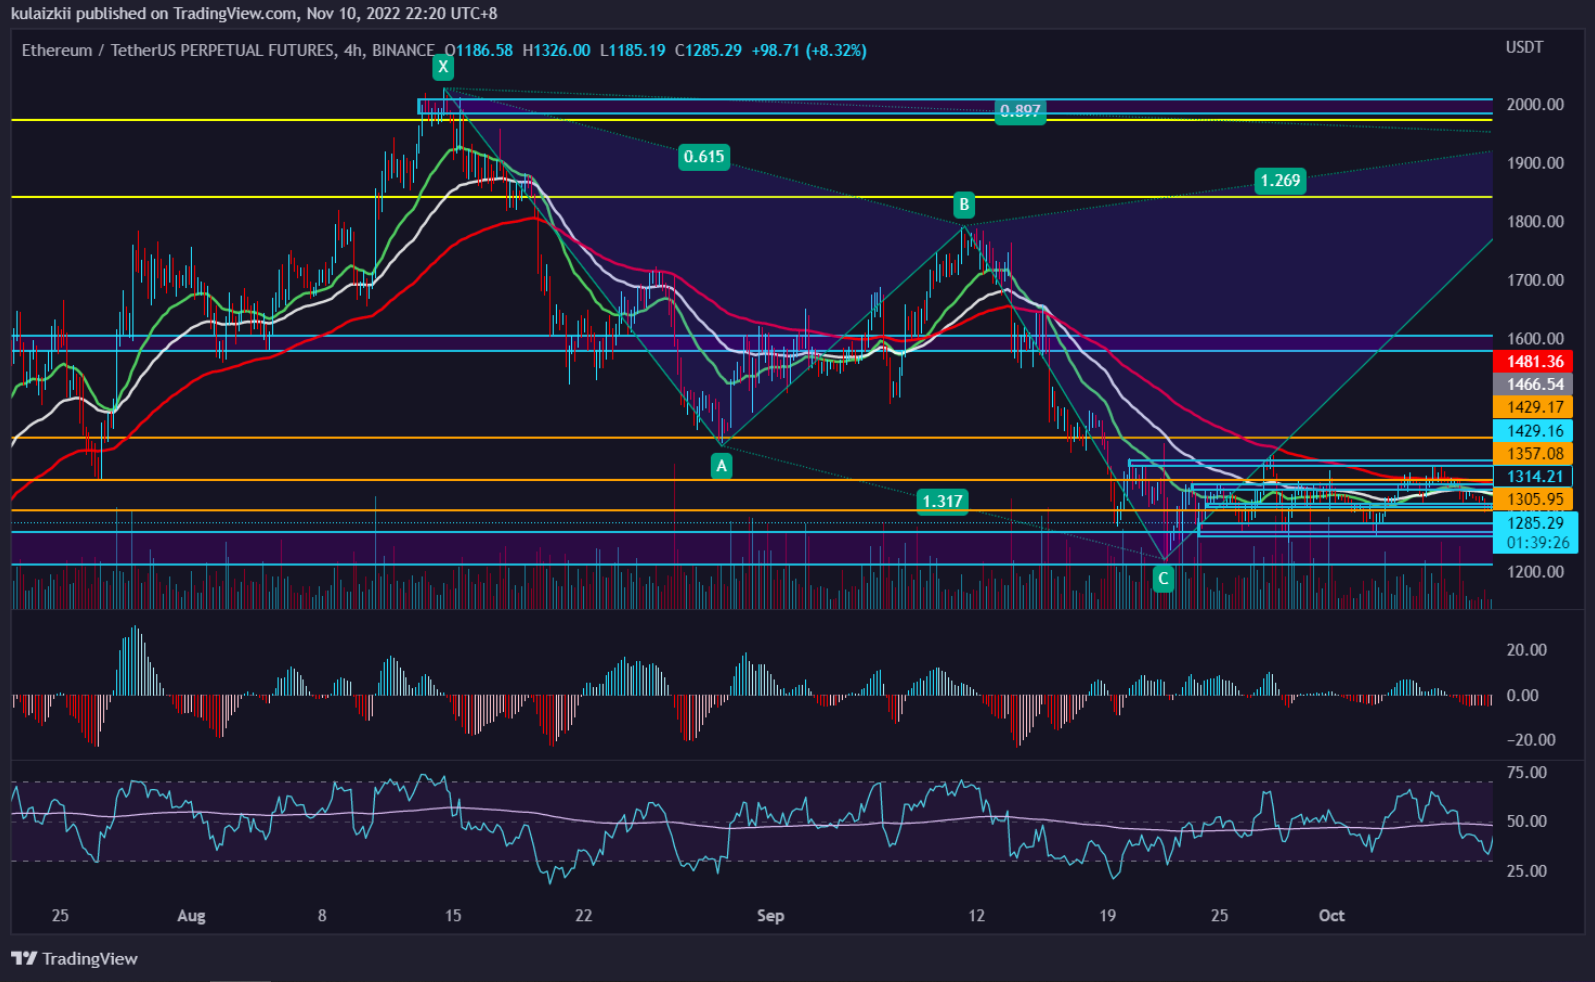 kulaizkii published on TradingView.com, Nov 10, 2022 22:20 UTC+8
Ethereum / TetherUS PERPETUAL FUTURES, 4h, BINANCE O1186.58 H1326.00 L1185.19 C1285.29 +98.71 (+8.32%)
USDT
X
2000.00
0.897
0.615
1900.00
1.269
B
1800.00
1700.00
1600.00
1481.36
1466.54
1429.17
1429.16
A
1357.08
1314.21
1.317
1305.95
1285.29
01:39:26
C
1200.00
20.00
0.00
−20.00
75.00
50.00
25.00
25 Aug 8 15 22 Sep 12 19 25 Oct
TradingView